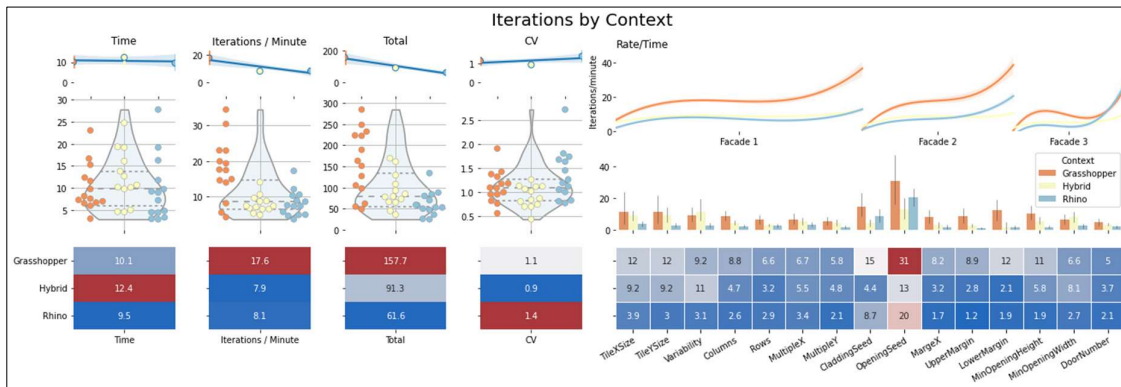 Iterations by Context
Time
Iterations / Minute
Total
CV
Rate/Time
10
0
20
0
200
0
1
0
Iterations/minute
40
20
0
Facade 1
Facade 2
Facade 3
30
25
20
15
10
5
30
20
10
0
300
250
200
150
100
50
0
2.5
2.0
1.5
1.0
0.5
40
20
0
Context
Grasshopper
Hybrid
Rhino
Grasshopper 10.1 17.6 157.7 1.1 12 12 9.2 8.8 6.6 6.7 5.8 15 31 8.2 8.9 12 11 6.6 5
Hybrid 12.4 7.9 91.3 0.9 9.2 9.2 11 4.7 3.2 5.5 4.8 4.4 13 3.2 2.8 2.1 5.8 8.1 3.7
Rhino 9.5 8.1 61.6 1.4 3.9 3 3.1 2.6 2.9 3.4 2.1 8.7 20 1.7 1.2 1.9 1.9 2.7 2.1
Time
Iterations / Minute
Total
CV
TileXSize
TileYSize
Variability
Columns
Rows
MultipleX
MultipleY
CladdingSeed
OpeningSeed
MargeX
UpperMargin
LowerMargin
MinOpeningHeight
MinOpeningWidth
DoorNumber